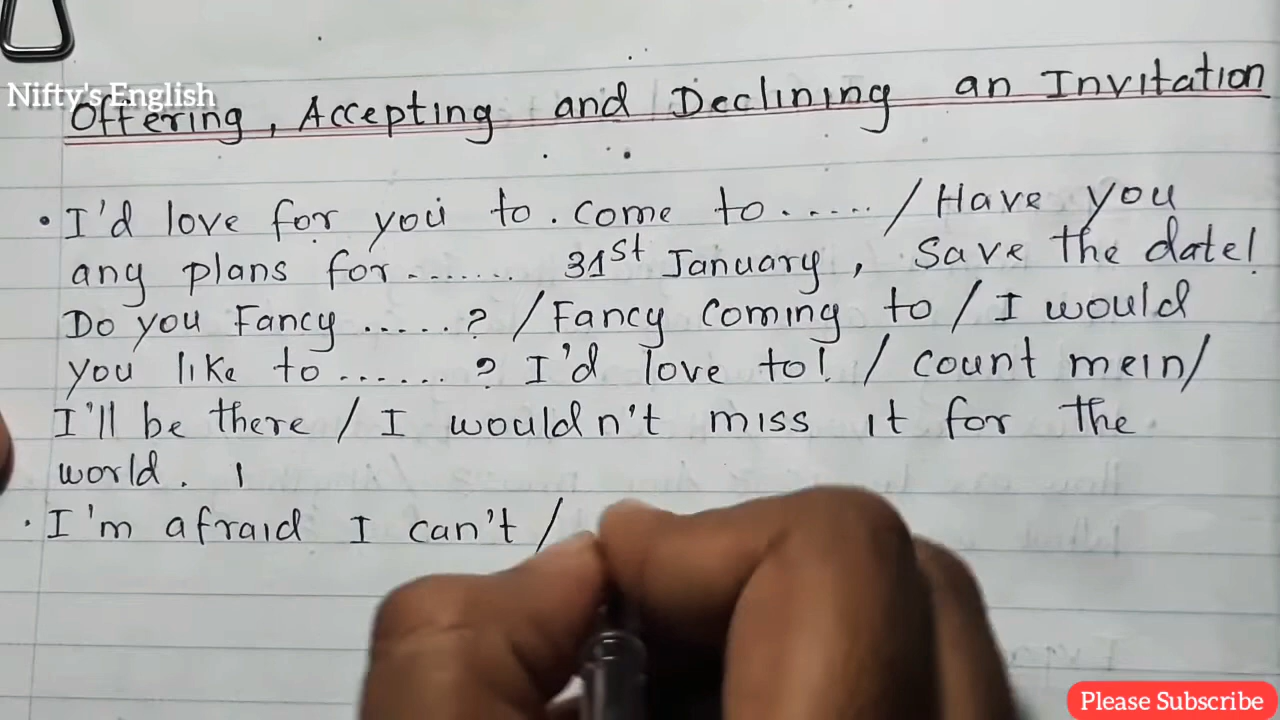 Nifty's English
Offering, Accepting and Declining an Invitation
• I'd love for you to. come to...... / Have you
any plans for........ 31st January, Save the date!
Do you Fancy ......? / Fancy coming to / I would
you like to ......? I'd love to! / count mein/
I'll be there / I wouldn't miss it for the
world. I
• I'm afraid I can't /
Please Subscribe